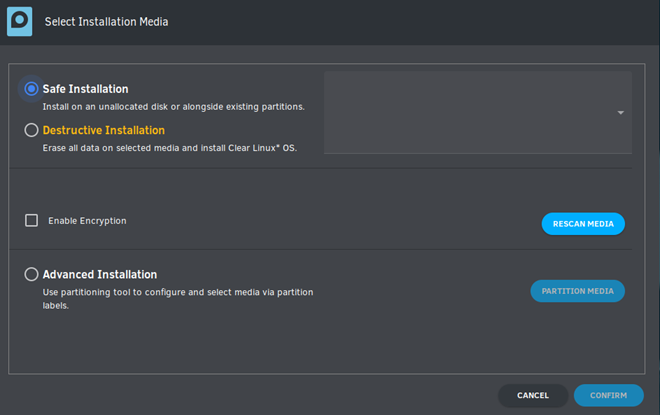 Select Installation Media
Safe Installation
Install on an unallocated disk or alongside existing partitions.
Destructive Installation
Erase all data on selected media and install Clear Linux* OS.
Enable Encryption
RESCAN MEDIA
Advanced Installation
Use partitioning tool to configure and select media via partition
labels.
PARTITION MEDIA
CANCEL
CONFIRM